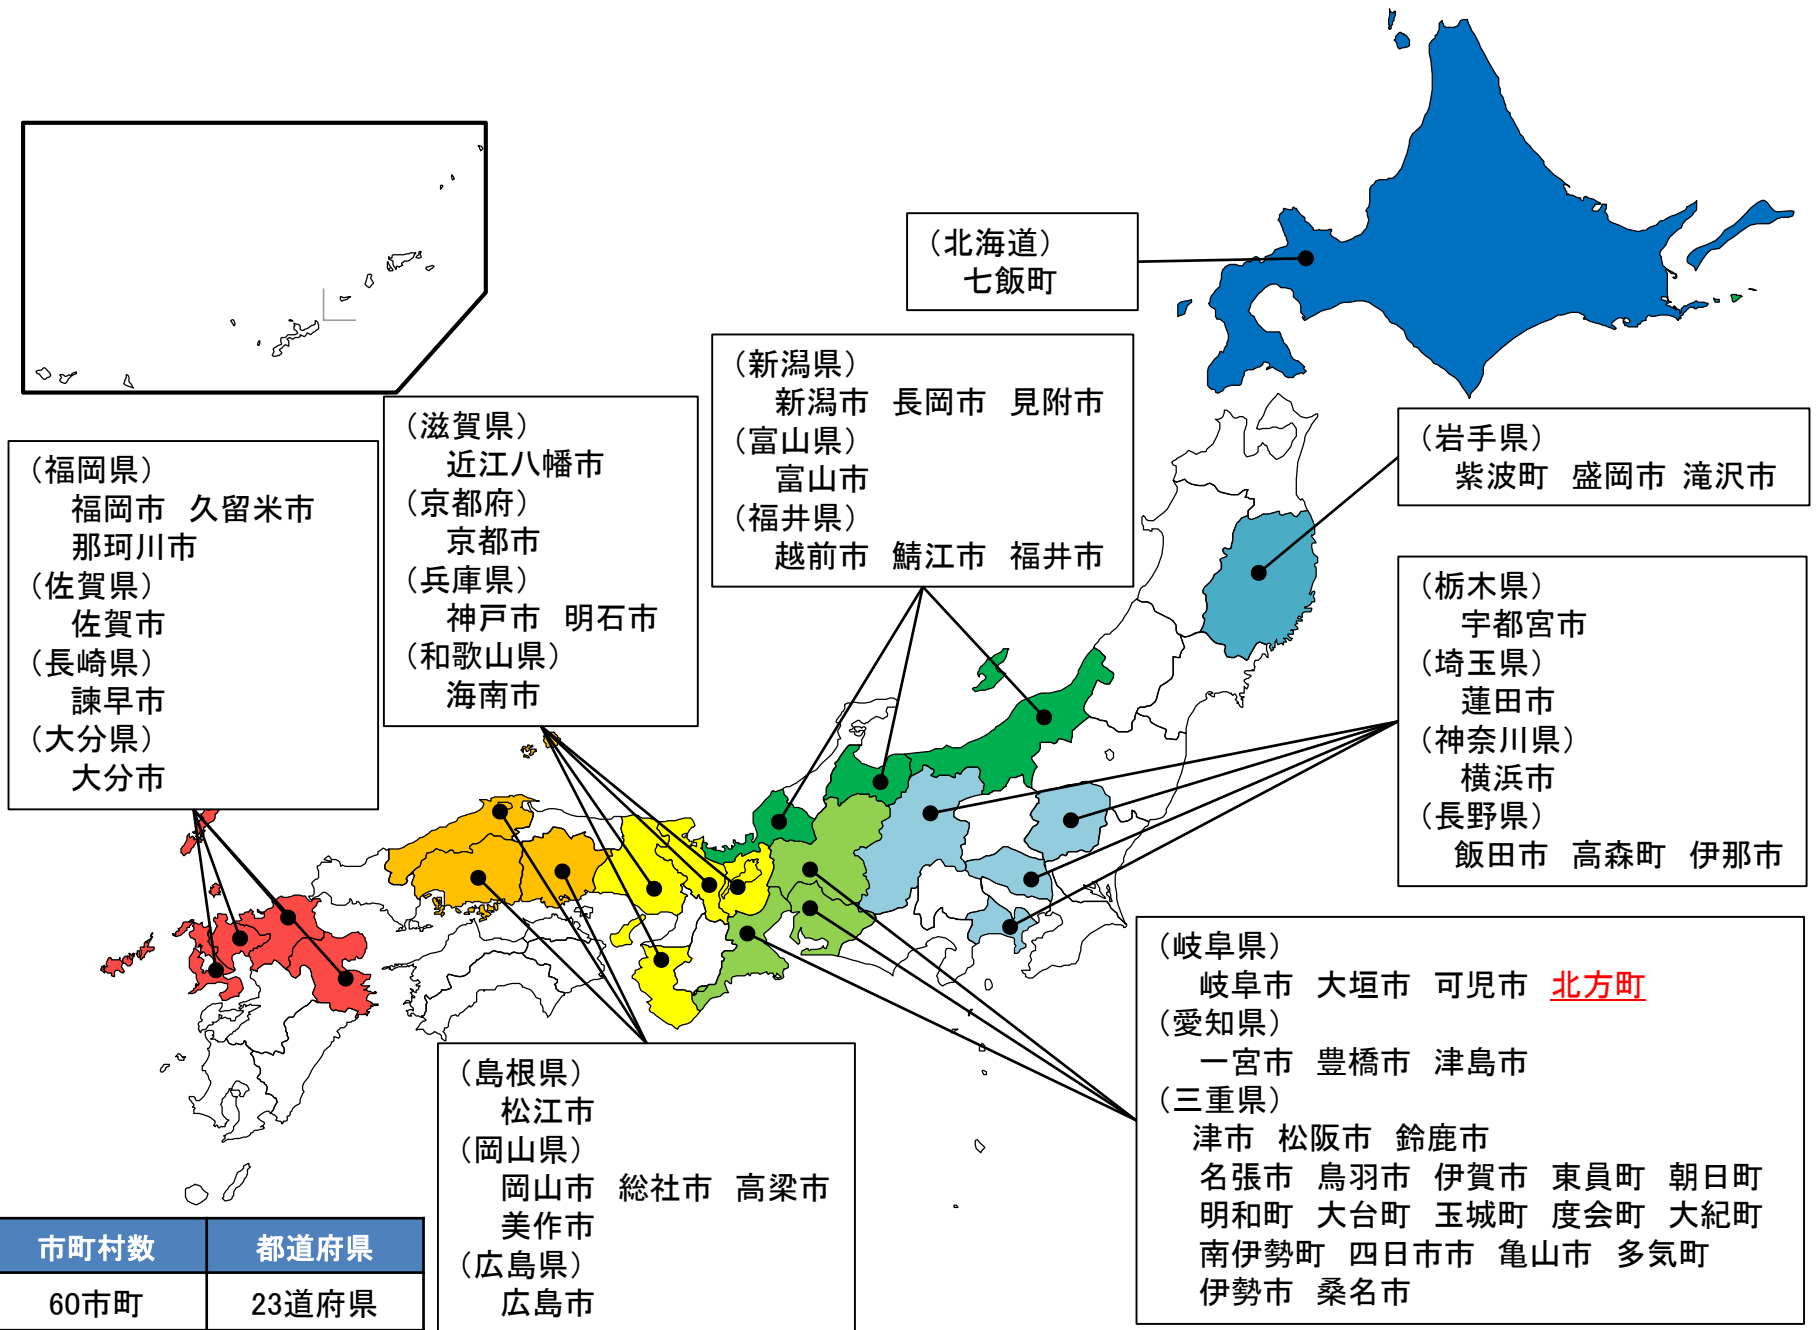 （北海道）
七飯町
（新潟県）
新潟市　長岡市　見附市
（富山県）
富山市
（福井県）
越前市　鯖江市　福井市
（滋賀県）
近江八幡市
（京都府）
京都市
（兵庫県）
神戸市　明石市
（和歌山県）
海南市
（福岡県）
福岡市　久留米市
那珂川市
（佐賀県）
佐賀市
（長崎県）
諫早市
（大分県）
大分市
（岩手県）
紫波町　盛岡市　滝沢市
（栃木県）
宇都宮市
（埼玉県）
蓮田市
（神奈川県）
横浜市
（長野県）
飯田市　高森町　伊那市
（岐阜県）
岐阜市　大垣市　可児市　北方町
（愛知県）
一宮市　豊橋市　津島市
（三重県）
津市　松阪市　鈴鹿市
名張市　鳥羽市　伊賀市　東員町　朝日町
明和町　大台町　玉城町　度会町　大紀町
南伊勢町　四日市市　亀山市　多気町
伊勢市　桑名市
（島根県）
松江市
（岡山県）
岡山市　総社市　高梁市
美作市
（広島県）
広島市
市町村数　都道府県
60市町　23道府県